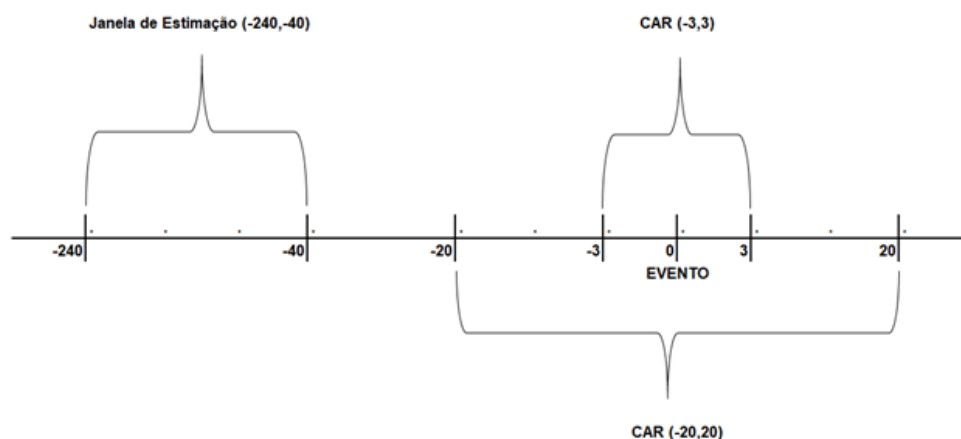 Janela de Estimação (-240,-40) CAR (-3,3)
-240 -40 -20 -3 0 3 20
EVENTO
CAR (-20,20)